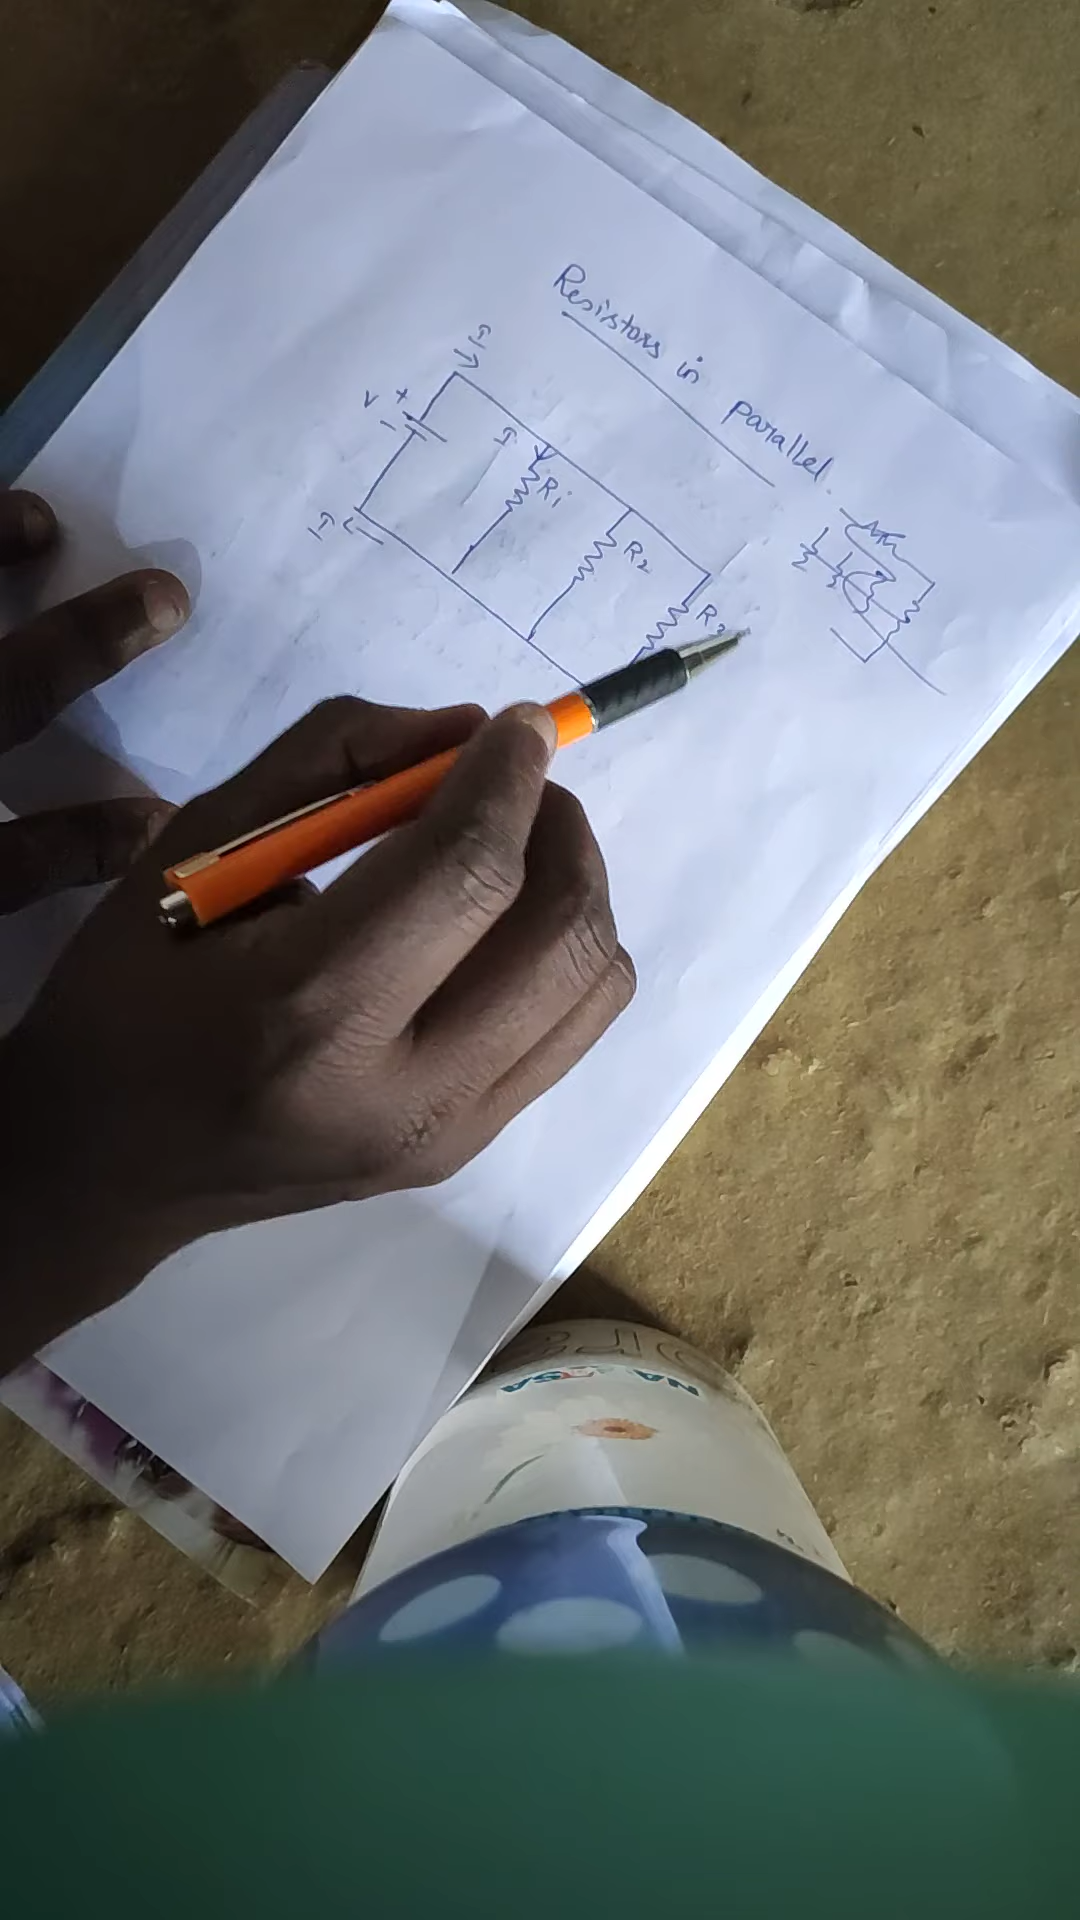 Resistors in parallel.
I
V
+
-
I
R1
R2
R3
I